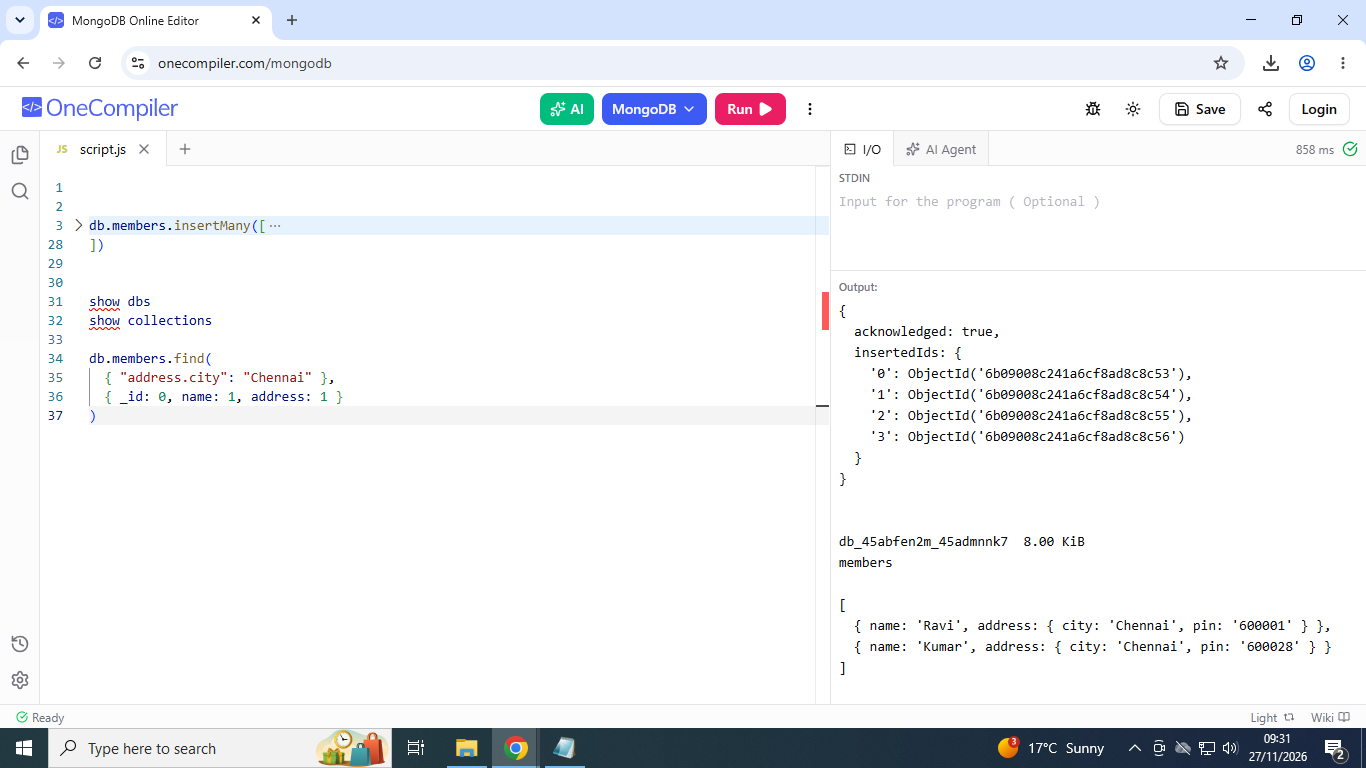 MongoDB Online Editor
onecompiler.com/mongodb
OneCompiler
AI
MongoDB
Run
Save
Login
JS script.js
I/O
AI Agent
858 ms
1
2
3 db.members.insertMany([ ⋯
28 ])
29
30
31 show dbs
32 show collections
33
34 db.members.find(
35 { "address.city": "Chennai" },
36 { _id: 0, name: 1, address: 1 }
37 )
STDIN
Input for the program ( Optional )
Output:
{
acknowledged: true,
insertedIds: {
'0': ObjectId('6b09008c241a6cf8ad8c8c53'),
'1': ObjectId('6b09008c241a6cf8ad8c8c54'),
'2': ObjectId('6b09008c241a6cf8ad8c8c55'),
'3': ObjectId('6b09008c241a6cf8ad8c8c56')
}
}
db_45abfen2m_45admnnk7 8.00 KiB
members
[
{ name: 'Ravi', address: { city: 'Chennai', pin: '600001' } },
{ name: 'Kumar', address: { city: 'Chennai', pin: '600028' } }
]
Ready
Light
Wiki
Type here to search
3
17°C Sunny
09:31
27/11/2026
2